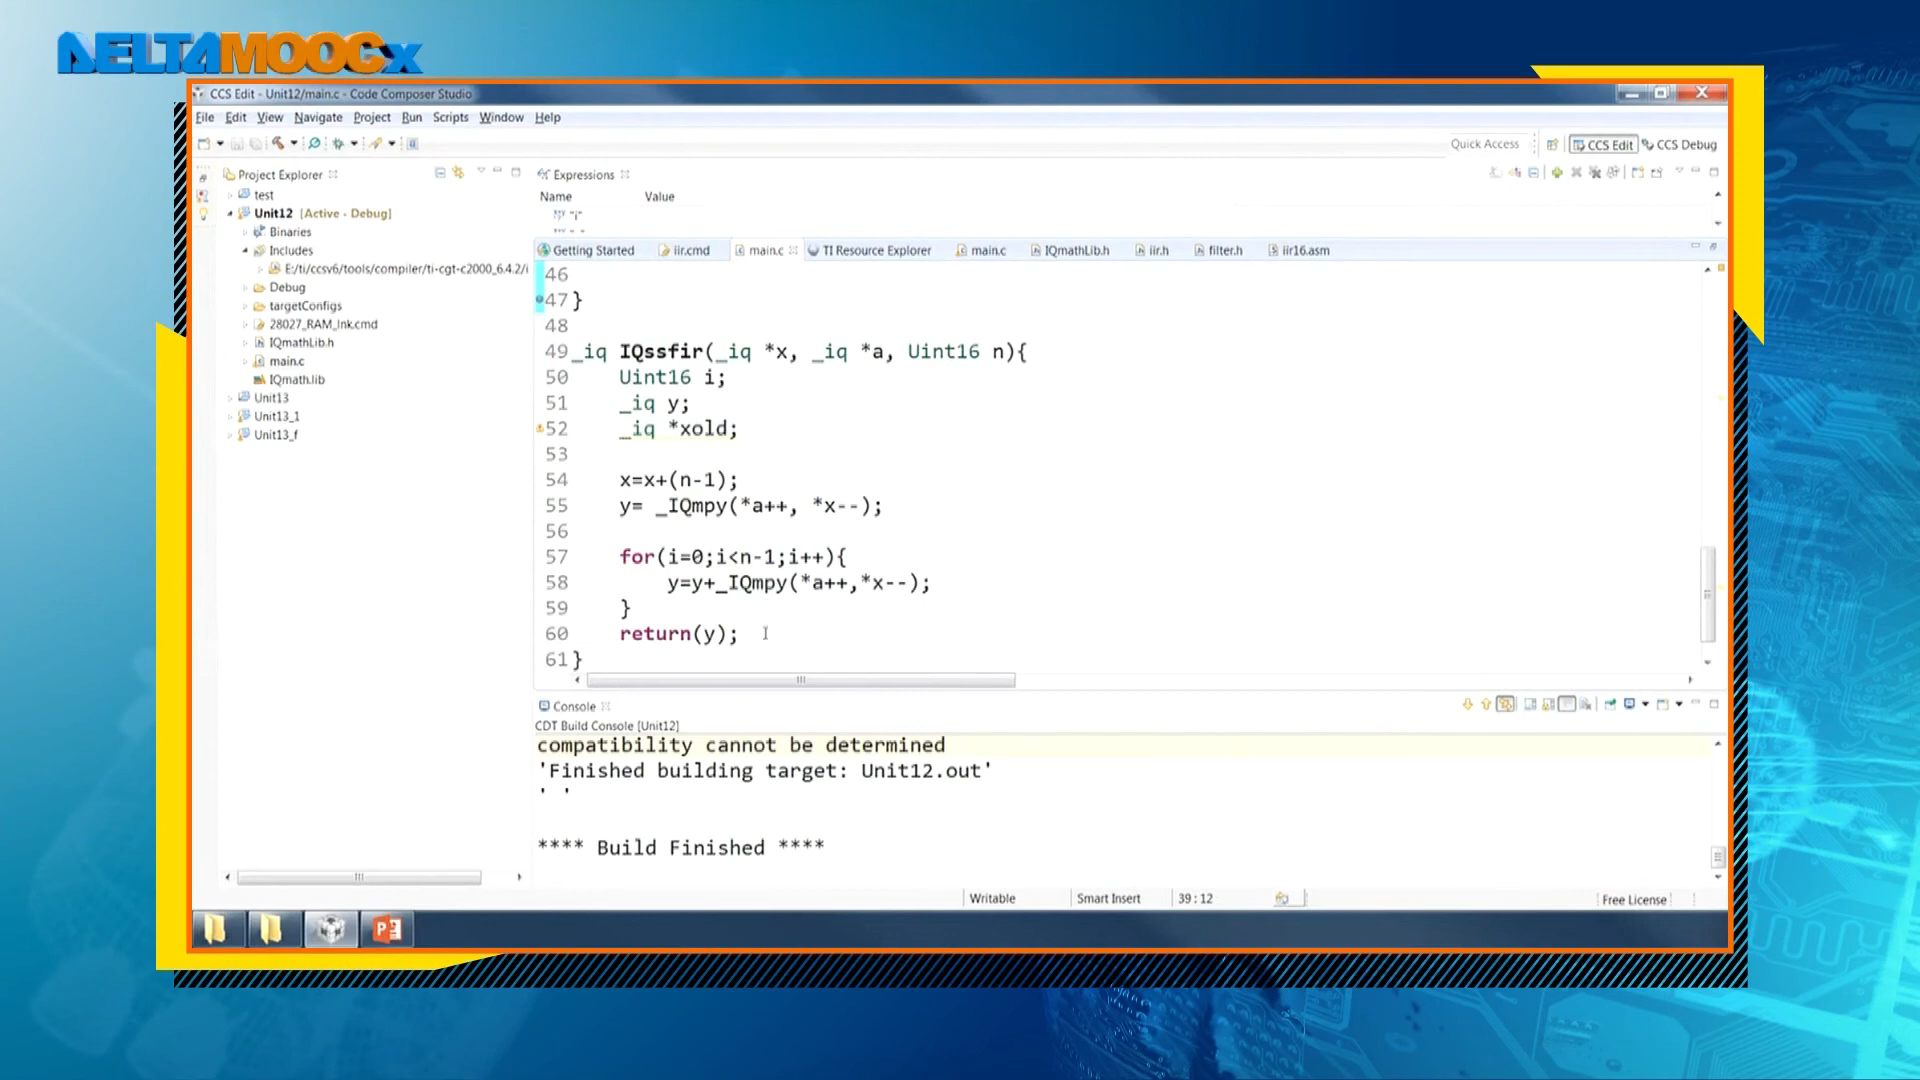 DELTAMOOCx
CCS Edit - Unit12/main.c - Code Composer Studio
File Edit View Navigate Project Run Scripts Window Help
Quick Access CCS Edit CCS Debug
Project Explorer
test
Unit12 [Active - Debug]
Binaries
Includes
E:/ti/ccsv6/tools/compiler/ti-cgt-c2000_6.4.2/i
Debug
targetConfigs
28027_RAM_lnk.cmd
IQmathLib.h
main.c
IQmath.lib
Unit13
Unit13_1
Unit13_f
Expressions
Name Value
Getting Started iir.cmd main.c TI Resource Explorer main.c IQmathLib.h iir.h filter.h iir16.asm
46
47 }
48
49 _iq IQssfir(_iq *x, _iq *a, Uint16 n){
50 Uint16 i;
51 _iq y;
52 _iq *xold;
53
54 x=x+(n-1);
55 y= _IQmpy(*a++, *x--);
56
57 for(i=0;i<n-1;i++){
58 y=y+_IQmpy(*a++,*x--);
59 }
60 return(y);
61 }
Console
CDT Build Console [Unit12]
compatibility cannot be determined
'Finished building target: Unit12.out'
' '
**** Build Finished ****
Writable Smart Insert 39 : 12 Free License